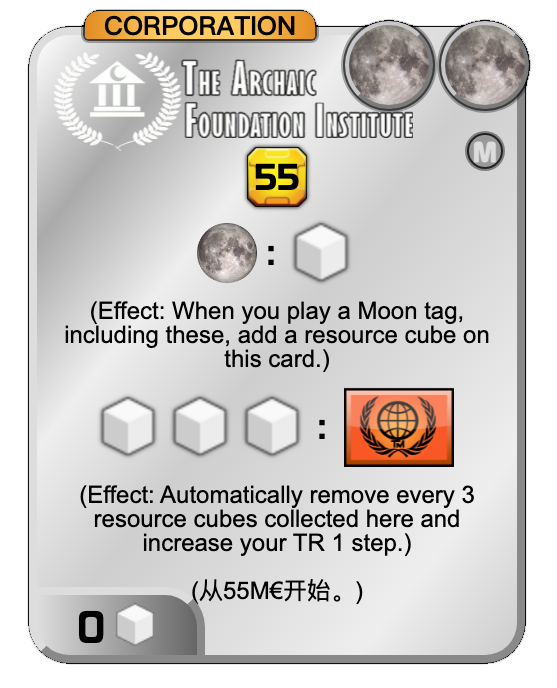 CORPORATION
The Archaic
Foundation Institute
M
55
:
(Effect: When you play a Moon tag,
including these, add a resource cube on
this card.)
:
TM
(Effect: Automatically remove every 3
resource cubes collected here and
increase your TR 1 step.)
(从55M€开始。)
0